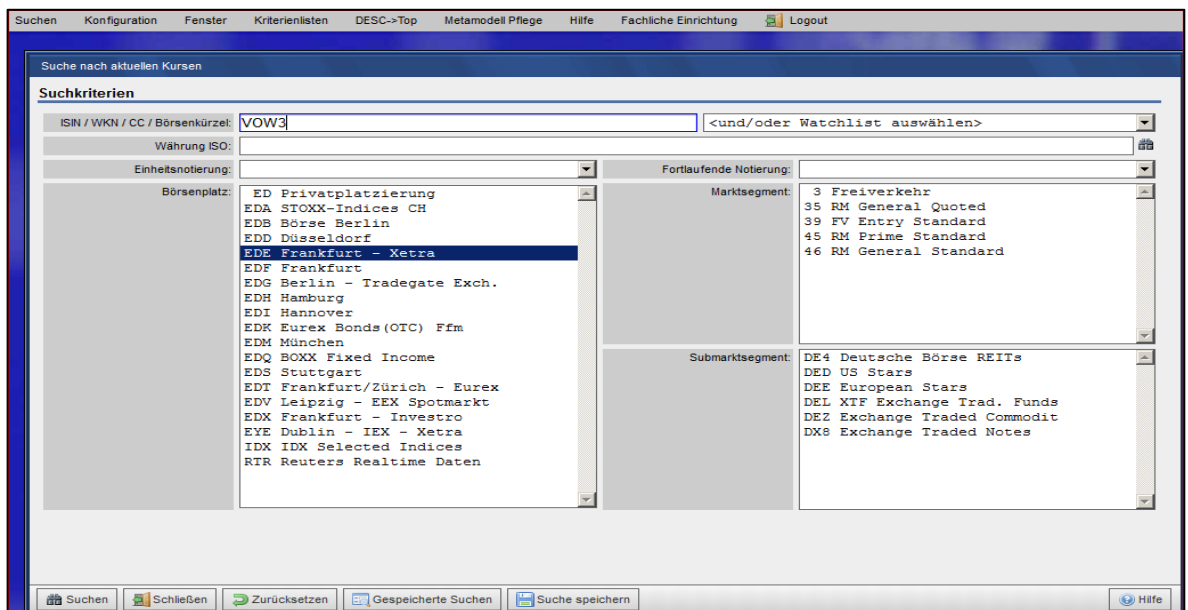 Suchen Konfiguration Fenster Kriterienlisten DESC->Top Metamodell Pflege Hilfe Fachliche Einrichtung Logout
Suche nach aktuellen Kursen
Suchkriterien
ISIN / WKN / CC / Börsenkürzel: VOW3 <und/oder Watchlist auswählen>
Währung ISO:
Einheitsnotierung: Fortlaufende Notierung:
Börsenplatz:
ED Privatplatzierung
EDA STOXX-Indices CH
EDB Börse Berlin
EDD Düsseldorf
EDE Frankfurt - Xetra
EDF Frankfurt
EDG Berlin - Tradegate Exch.
EDH Hamburg
EDI Hannover
EDK Eurex Bonds(OTC) Ffm
EDM München
EDQ BOXX Fixed Income
EDS Stuttgart
EDT Frankfurt/Zürich - Eurex
EDV Leipzig - EEX Spotmarkt
EDX Frankfurt - Investro
EYE Dublin - IEX - Xetra
IDX IDX Selected Indices
RTR Reuters Realtime Daten
Marktsegment:
3 Freiverkehr
35 RM General Quoted
39 FV Entry Standard
45 RM Prime Standard
46 RM General Standard
Submarktsegment:
DE4 Deutsche Börse REITs
DED US Stars
DEE European Stars
DEL XTF Exchange Trad. Funds
DEZ Exchange Traded Commodit
DX8 Exchange Traded Notes
Suchen Schließen Zurücksetzen Gespeicherte Suchen Suche speichern Hilfe